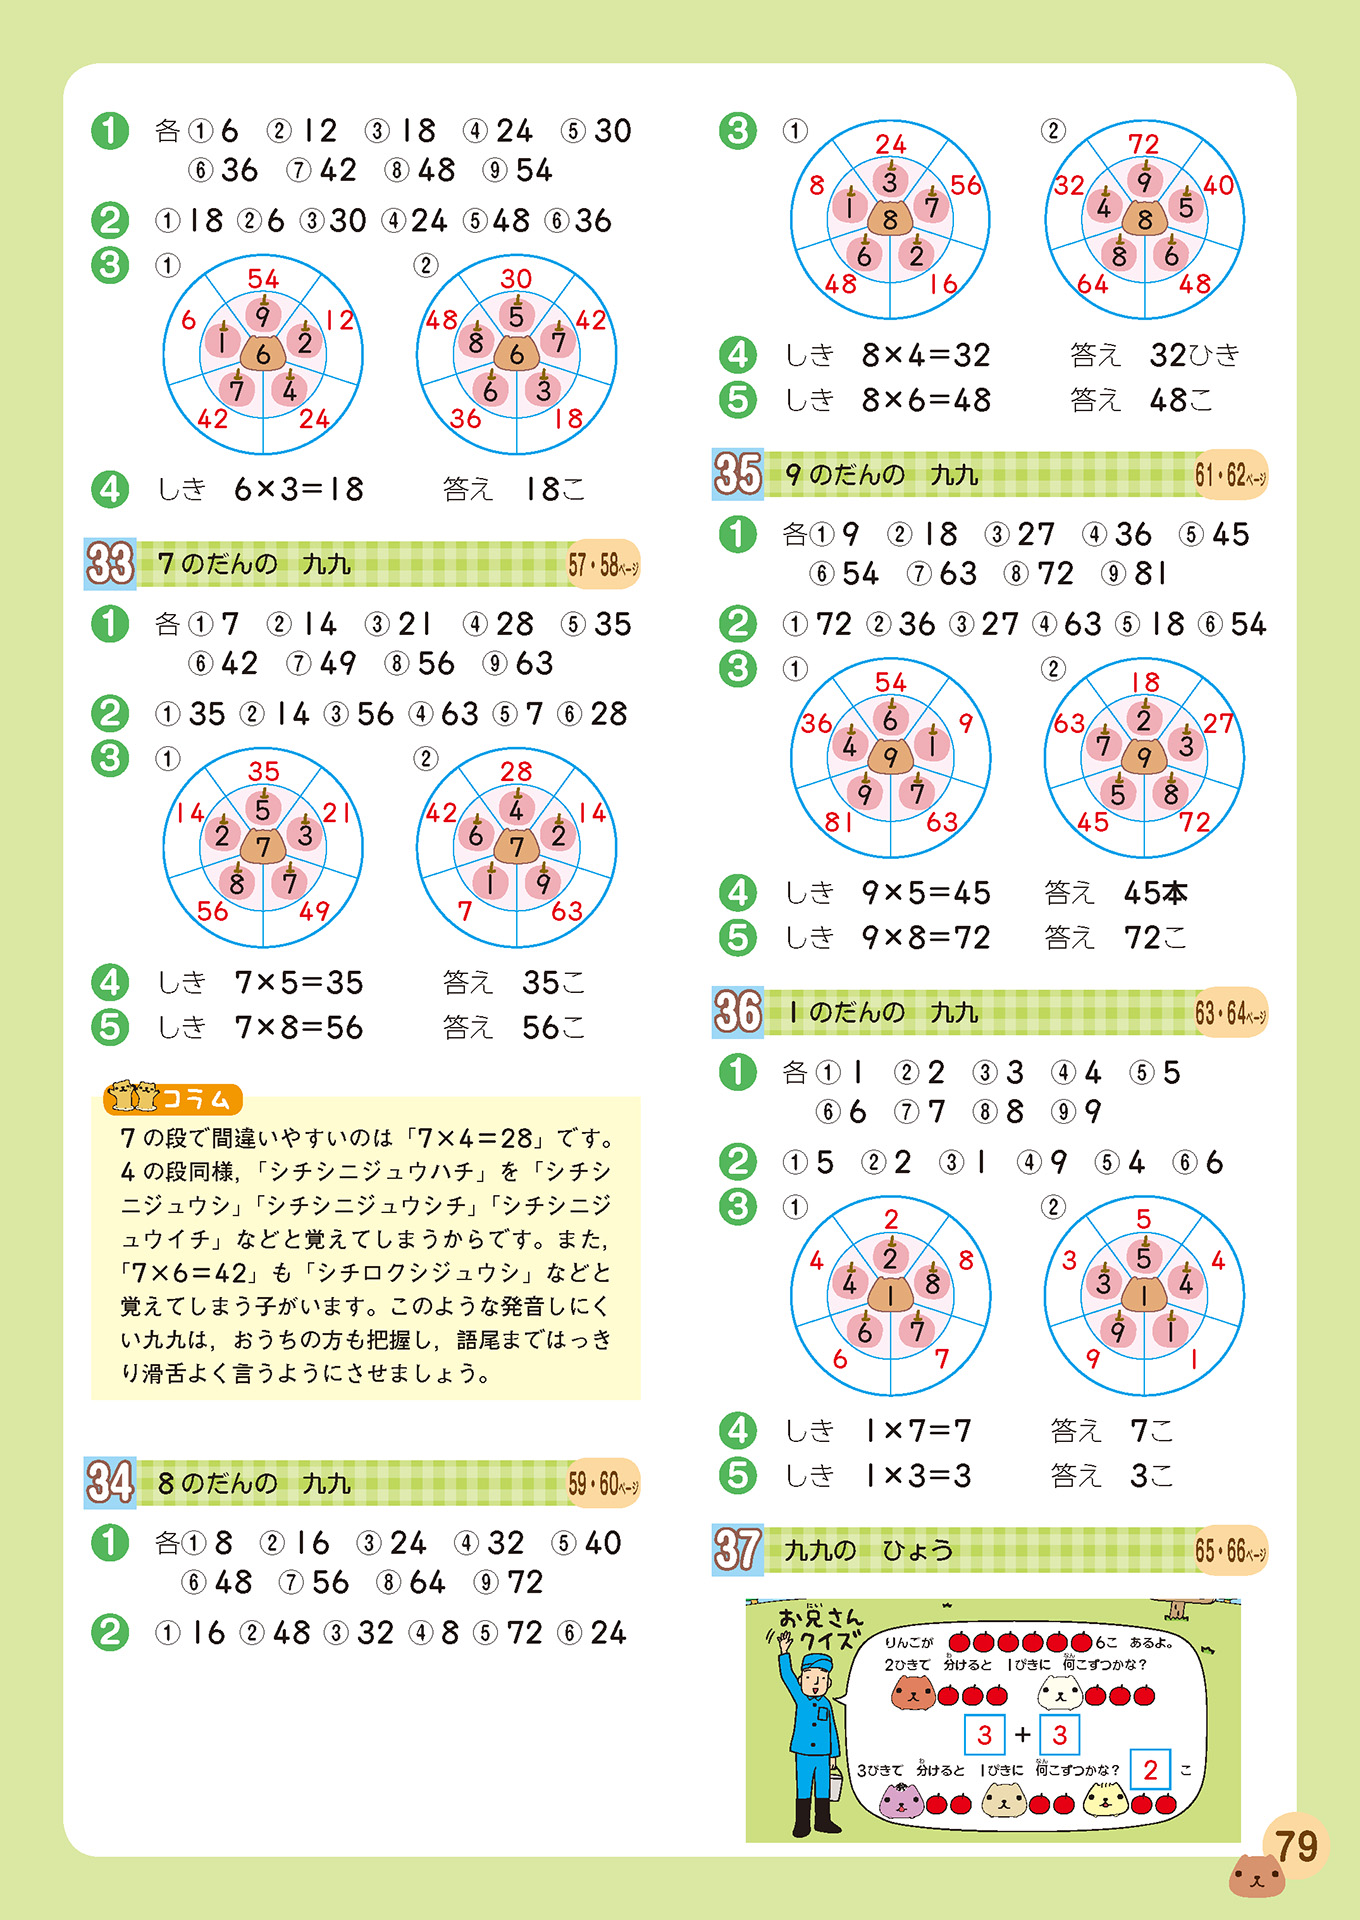 1 各①6 ②12 ③18 ④24 ⑤30
⑥36 ⑦42 ⑧48 ⑨54
2 ①18 ②6 ③30 ④24 ⑤48 ⑥36
3 ① ②
54 6 12 42 24
9 1 2 7 4 6
30 48 42 36 18
5 8 7 6 3 6
4 しき 6×3=18 答え 18こ
33 7のだんの 九九 57・58ページ
1 各①7 ②14 ③21 ④28 ⑤35
⑥42 ⑦49 ⑧56 ⑨63
2 ①35 ②14 ③56 ④63 ⑤7 ⑥28
3 ① ②
35 14 21 56 49
5 2 3 8 7 7
28 42 14 7 63
4 6 2 1 9 7
4 しき 7×5=35 答え 35こ
5 しき 7×8=56 答え 56こ
コラム
7の段で間違いやすいのは「7×4=28」です。
4の段同様,「シチシニジュウハチ」を「シチシ
ニジュウシ」「シチシニジュウシチ」「シチシニジ
ュウイチ」などと覚えてしまうからです。また,
「7×6=42」も「シチロクシジュウシ」などと
覚えてしまう子がいます。このような発音しにく
い九九は,おうちの方も把握し,語尾まではっき
り滑舌よく言うようにさせましょう。
34 8のだんの 九九 59・60ページ
1 各①8 ②16 ③24 ④32 ⑤40
⑥48 ⑦56 ⑧64 ⑨72
2 ①16 ②48 ③32 ④8 ⑤72 ⑥24
3 ① ②
24 8 56 48 16
3 1 7 6 2 8
72 32 40 64 48
9 4 5 8 6 8
4 しき 8×4=32 答え 32ひき
5 しき 8×6=48 答え 48こ
35 9のだんの 九九 61・62ページ
1 各①9 ②18 ③27 ④36 ⑤45
⑥54 ⑦63 ⑧72 ⑨81
2 ①72 ②36 ③27 ④63 ⑤18 ⑥54
3 ① ②
54 36 9 81 63
6 4 1 9 7 9
18 63 27 45 72
2 7 3 5 8 9
4 しき 9×5=45 答え 45本
5 しき 9×8=72 答え 72こ
36 1のだんの 九九 63・64ページ
1 各①1 ②2 ③3 ④4 ⑤5
⑥6 ⑦7 ⑧8 ⑨9
2 ①5 ②2 ③1 ④9 ⑤4 ⑥6
3 ① ②
2 4 8 6 7
2 4 8 6 7 1
5 3 4 9 1
5 3 4 9 1 1
4 しき 1×7=7 答え 7こ
5 しき 1×3=3 答え 3こ
37 九九の ひょう 65・66ページ
お兄さん
にい
クイズ
りんごが 6こ あるよ。
2ひきで 分けると 1ぴきに 何こずつかな?
わ なん
3 + 3
3びきで 分けると 1ぴきに 何こずつかな? 2 こ
わ なん
79